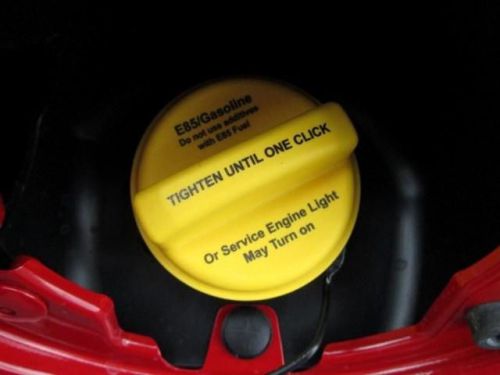 E85/Gasoline
Do not use additives
with E85 Fuel
TIGHTEN UNTIL ONE CLICK
Or Service Engine Light
May Turn on